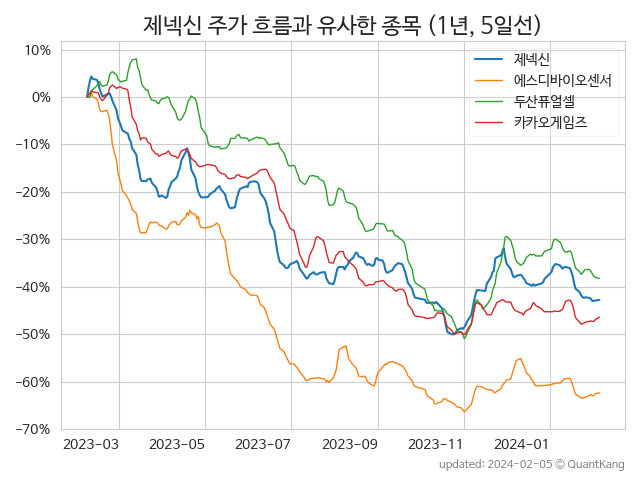 제넥신 주가 흐름과 유사한 종목 (1년, 5일선)
제넥신
에스디바이오센서
두산퓨얼셀
카카오게임즈
10%
0%
−10%
−20%
−30%
−40%
−50%
−60%
−70%
2023-03 2023-05 2023-07 2023-09 2023-11 2024-01
updated: 2024-02-05 © QuantKang